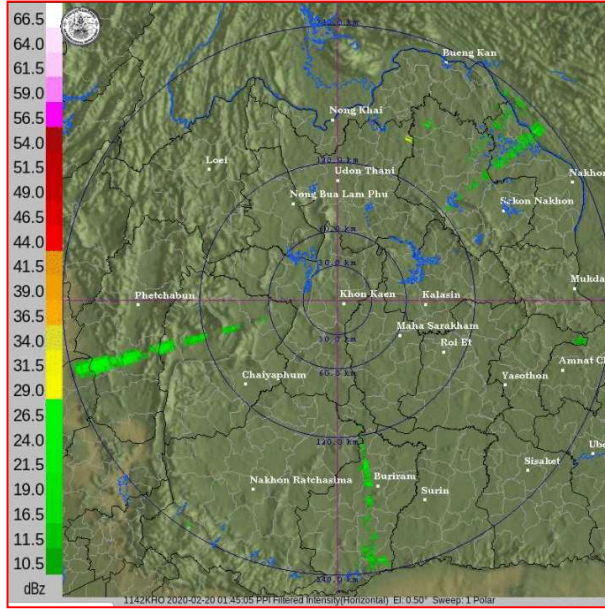 66.5
64.0
61.5
59.0
56.5
54.0
51.5
49.0
46.5
44.0
41.5
39.0
36.5
34.0
31.5
29.0
26.5
24.0
21.5
19.0
16.5
15.5
13.0
10.5
dBz
Bueng Kan
Nong Khai
Loei
Udon Thani
Nakhon
Nong Bua Lam Phu
Sakon Nakhon
Mukda
Phetchabun
Khon Kaen
Kalasin
Maha Sarakham
Roi Et
Amnat C
Chaiyaphum
Yasothon
Ubo
Sisaket
Nakhon Ratchasima
Buriram
Surin
1142KHO 2020-02-20 01:45:05 PPI Filtered Intensity(Horizontal) El: 0.50° Sweep: 1 Polar